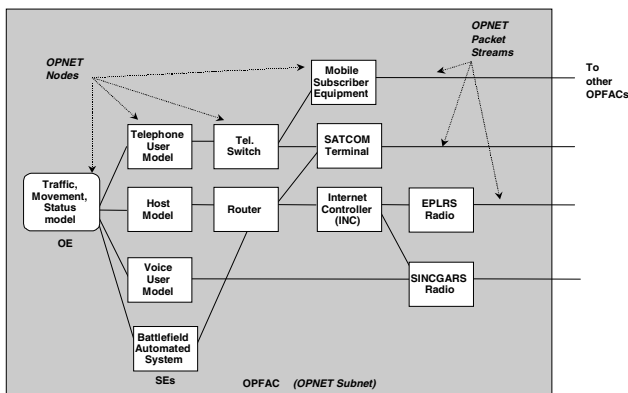 OPNET
Nodes
Mobile
Subscriber
Equipment
OPNET
Packet
Streams
To
other
OPFACs
Telephone
User
Model
Tel.
Switch
SATCOM
Terminal
Traffic,
Movement,
Status
model
OE
Host
Model
Router
Internet
Controller
(INC)
EPLRS
Radio
Voice
User
Model
SINCGARS
Radio
Battlefield
Automated
System
SEs
OPFAC (OPNET Subnet)